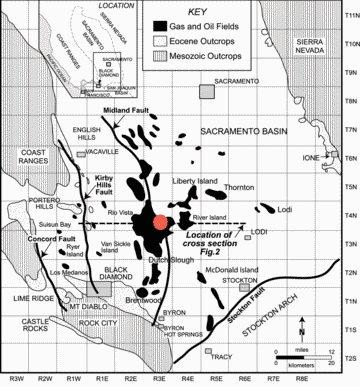 LOCATION
SIERRA NEVADA
COAST RANGES
SACRAMENTO
BASIN
SACRAMENTO
BLACK
DIAMOND
SAN
FRANCISCO
SAN JOAQUIN
BASIN
KEY
Gas and Oil Fields
Eocene Outcrops
Mesozoic Outcrops
SIERRA
NEVADA
T11N
T10N
T9N
T8N
T7N
T6N
T5N
T4N
T3N
T2N
T1N
T1S
T2S
SACRAMENTO
Midland Fault
SACRAMENTO BASIN
ENGLISH
HILLS
VACAVILLE
COAST
RANGES
IONE
Kirby
Hills
Fault
Liberty Island
Thornton
PORTERO
HILLS
Rio Vista
River Island
Lodi
Suisun Bay
LODI
Location of
cross section
Fig.2
Concord Fault
Ryer
Island
Van Sickle
Island
Dutch Slough
Los Medanos
BLACK
DIAMOND
McDonald Island
STOCKTON
LIME RIDGE
MT DIABLO
Brentwood
Stockton Fault
STOCKTON ARCH
CASTLE
ROCKS
ROCK CITY
BYRON
BYRON
HOT SPRINGS
TRACY
N
0 miles 12
0 kilometers 20
R3W R2W R1W R1E R2E R3E R4E R5E R6E R7E R8E